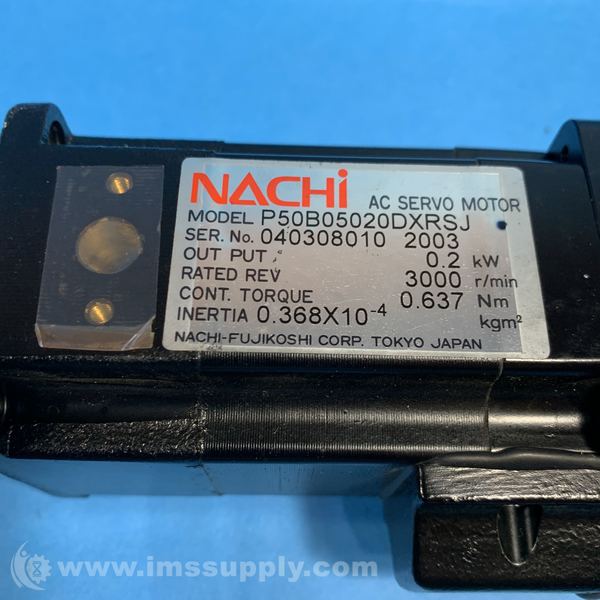 NACHi AC SERVO MOTOR
MODEL P50B05020DXRSJ
SER. No. 040308010 2003
OUT PUT 0.2 kW
RATED REV 3000 r/min
CONT. TORQUE 0.637 Nm
INERTIA 0.368X10-4 kgm²
NACHI-FUJIKOSHI CORP. TOKYO JAPAN
www.imssupply.com